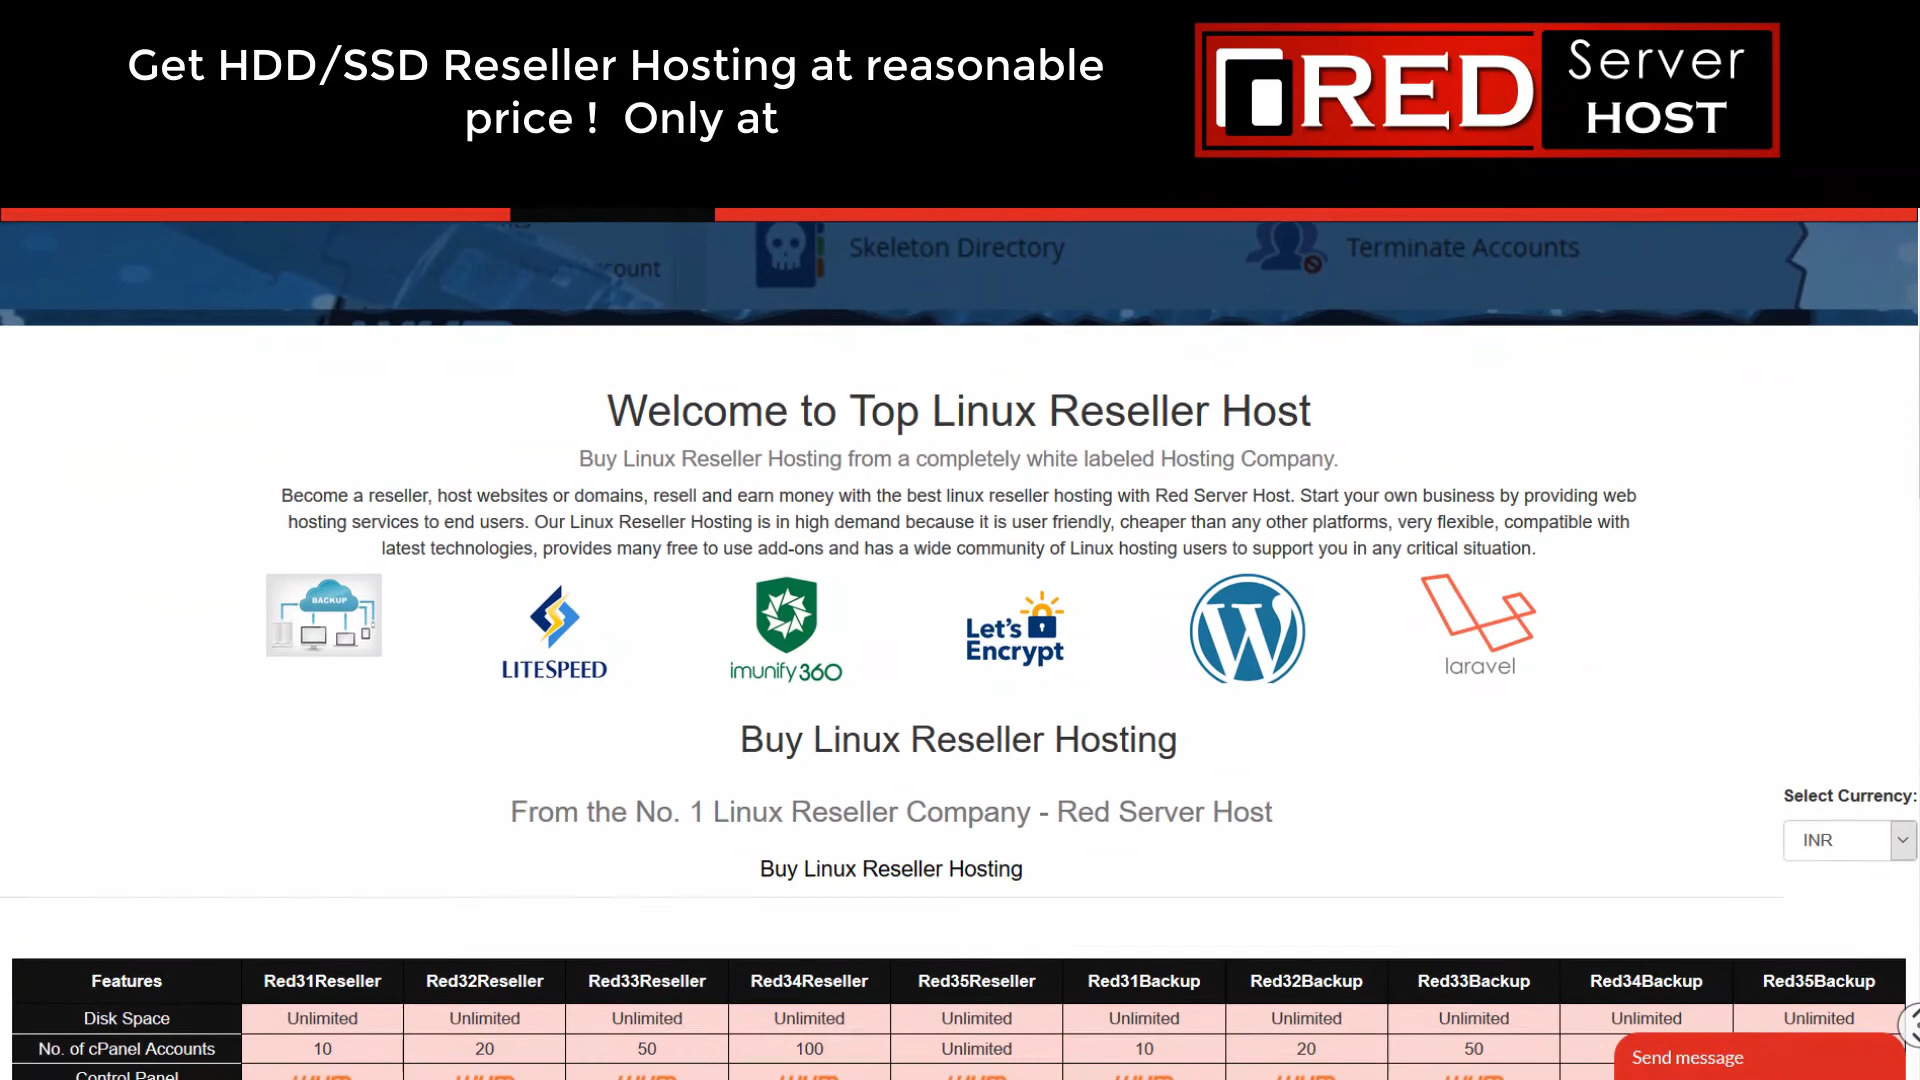 Get HDD/SSD Reseller Hosting at reasonable
price ! Only at
RED
Server
HOST
count
Skeleton Directory
Terminate Accounts
Welcome to Top Linux Reseller Host
Buy Linux Reseller Hosting from a completely white labeled Hosting Company.
Become a reseller, host websites or domains, resell and earn money with the best linux reseller hosting with Red Server Host. Start your own business by providing web
hosting services to end users. Our Linux Reseller Hosting is in high demand because it is user friendly, cheaper than any other platforms, very flexible, compatible with
latest technologies, provides many free to use add-ons and has a wide community of Linux hosting users to support you in any critical situation.
BACKUP
LITESPEED
imunify360
Let's
Encrypt
W
laravel
Buy Linux Reseller Hosting
From the No. 1 Linux Reseller Company - Red Server Host
Select Currency:
INR
Buy Linux Reseller Hosting
Features Red31Reseller Red32Reseller Red33Reseller Red34Reseller Red35Reseller Red31Backup Red32Backup Red33Backup Red34Backup Red35Backup
Disk Space Unlimited Unlimited Unlimited Unlimited Unlimited Unlimited Unlimited Unlimited Unlimited Unlimited
No. of cPanel Accounts 10 20 50 100 Unlimited 10 20 50
Control Panel
Send message